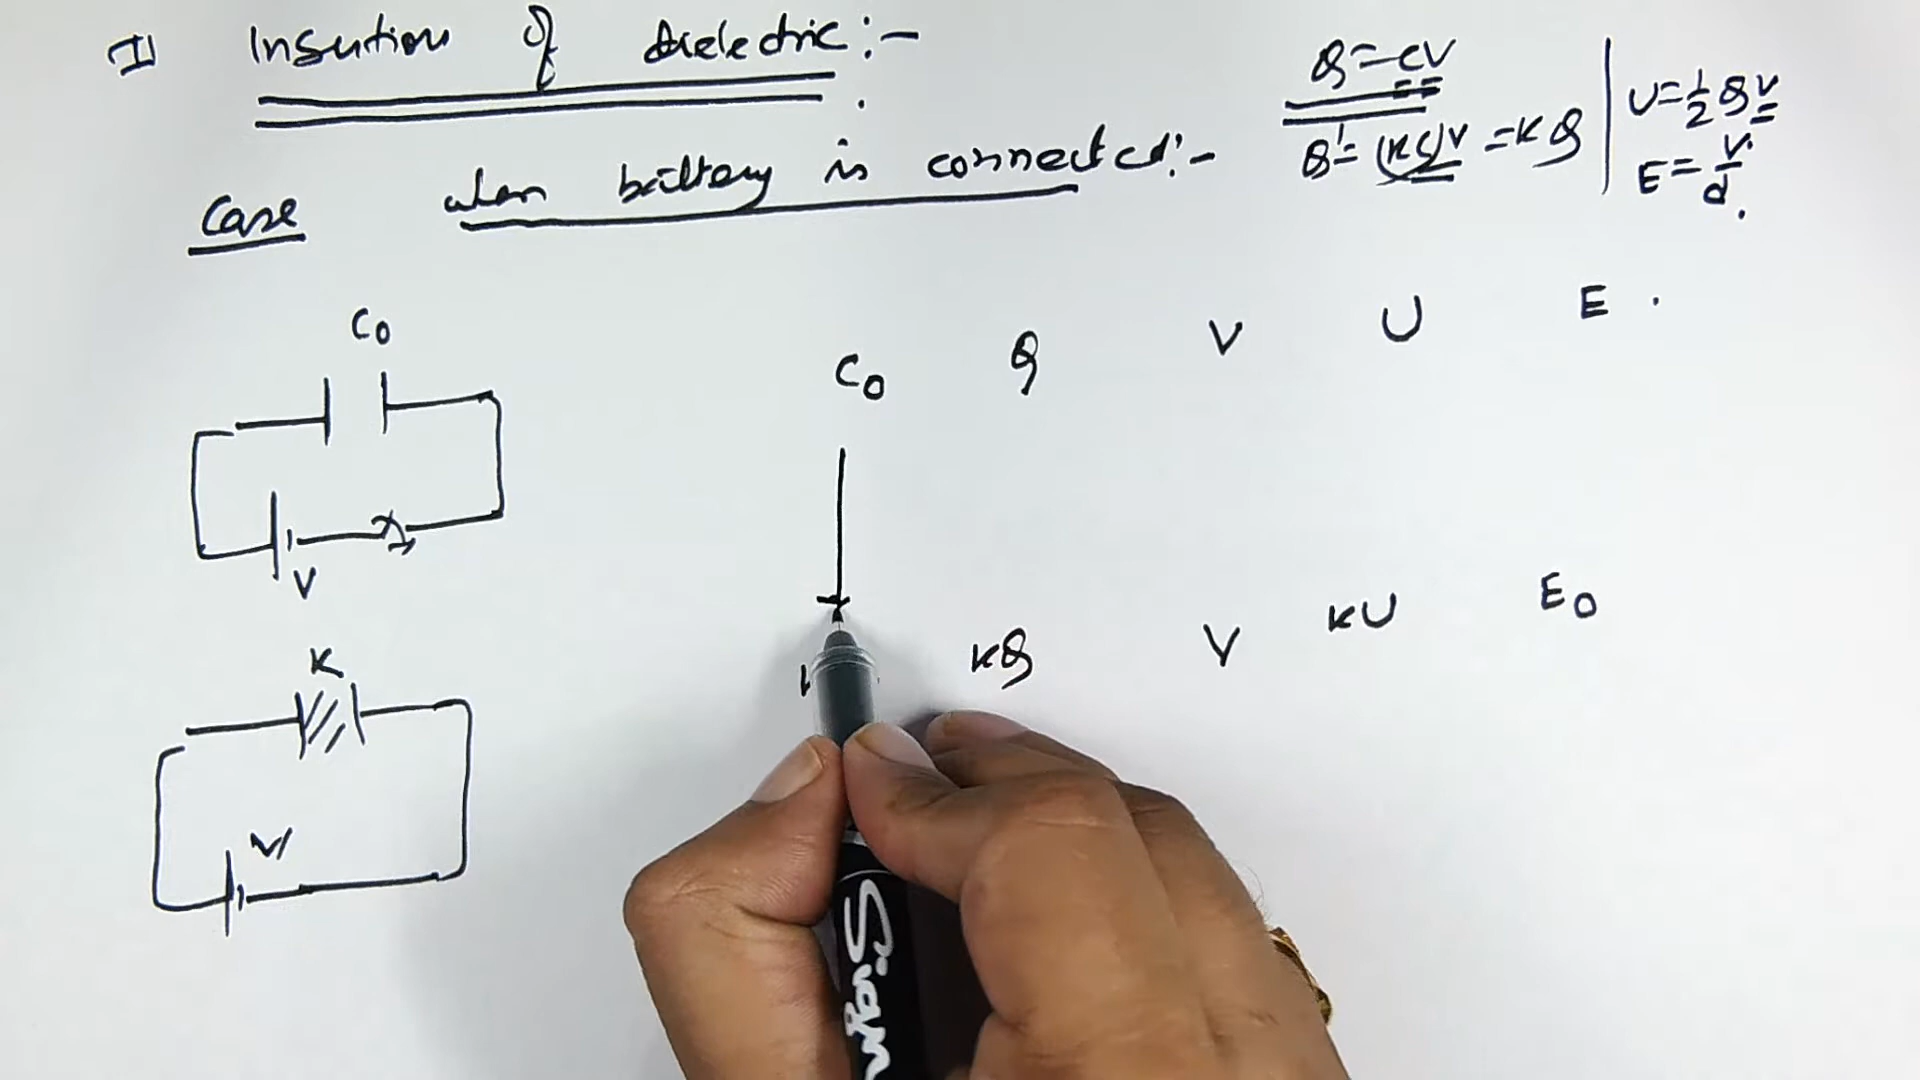 I Insertion of dielectric:-
Q = CV
Q' = (KC)V = KQ
U = 1/2 QV
E = V/d.
Case when battery is connected:-
C0
V
C0 Q V U E .
K
V
KQ V KU E0
Sign